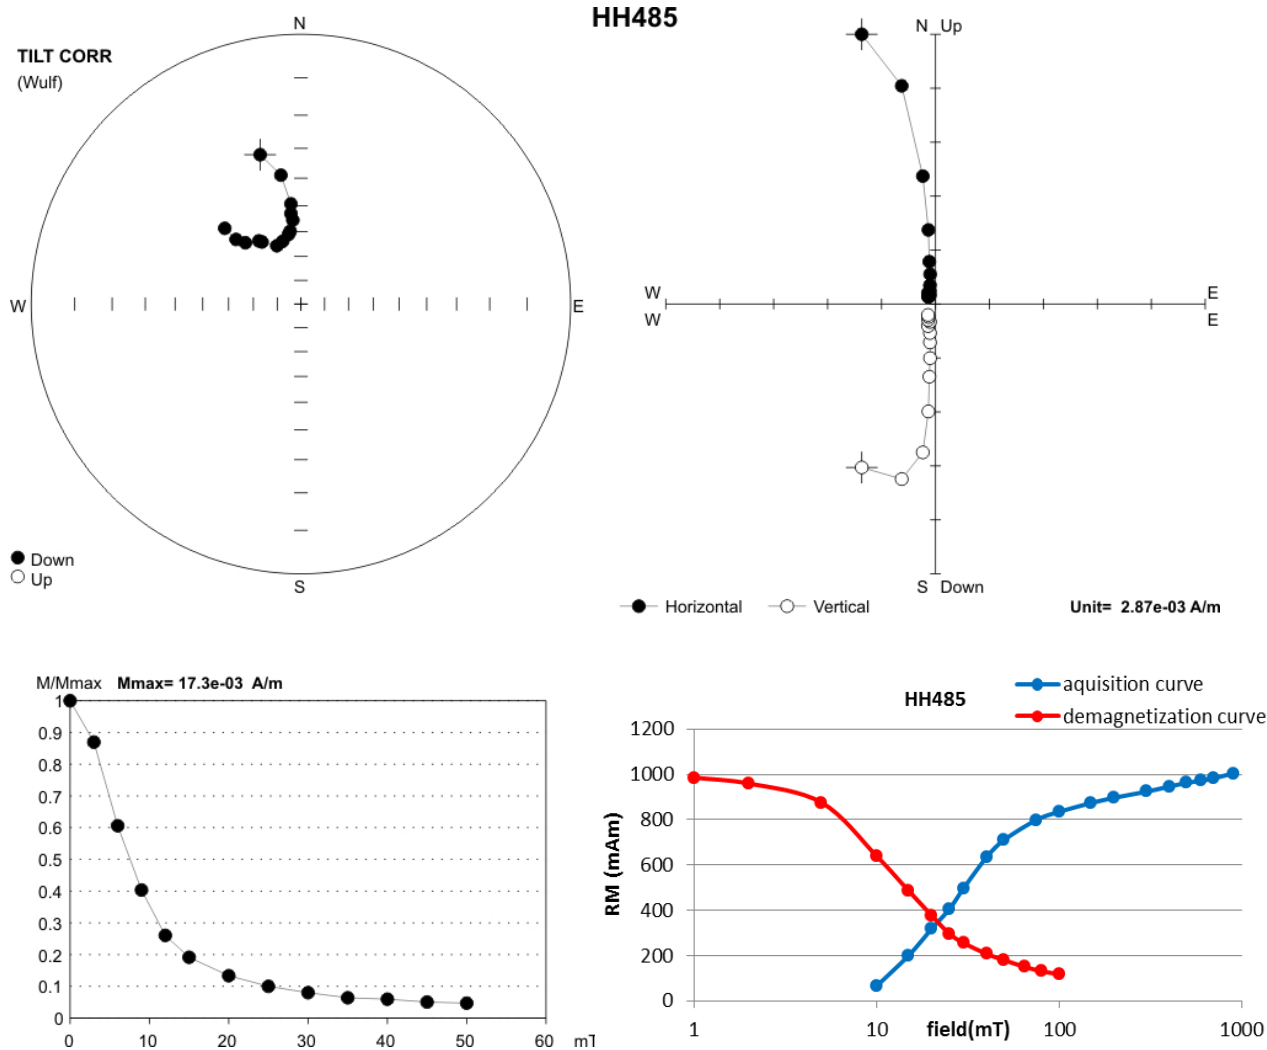 HH485
TILT CORR
(Wulf)
N
W
E
S
Down
Up
N Up
W
E
W
E
S Down
Horizontal
Vertical
Unit= 2.87e-03 A/m
M/Mmax Mmax= 17.3e-03 A/m
1
0.9
0.8
0.7
0.6
0.5
0.4
0.3
0.2
0.1
0
0 10 20 30 40 50 60 mT
HH485
aquisition curve
demagnetization curve
RM (mAm)
1200
1000
800
600
400
200
0
1 10 100 1000
field(mT)